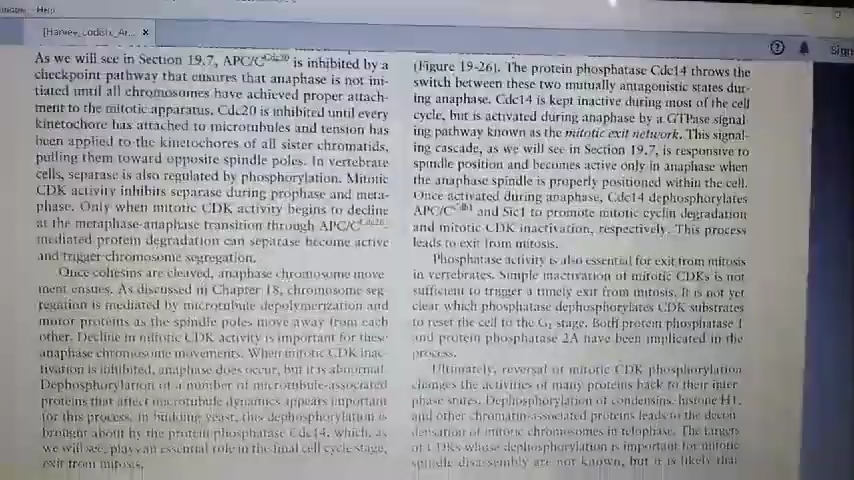 Help
[Harvey_Lodish,_Ar... ×
Sign
As we will see in Section 19.7, APC/C^Cdc20 is inhibited by a
checkpoint pathway that ensures that anaphase is not ini-
tiated until all chromosomes have achieved proper attach-
ment to the mitotic apparatus. Cdc20 is inhibited until every
kinetochore has attached to microtubules and tension has
been applied to the kinetochores of all sister chromatids,
pulling them toward opposite spindle poles. In vertebrate
cells, separase is also regulated by phosphorylation. Mitotic
CDK activity inhibits separase during prophase and meta-
phase. Only when mitotic CDK activity begins to decline
at the metaphase-anaphase transition through APC/C^Cdc20-
mediated protein degradation can separase become active
and trigger chromosome segregation.
Once cohesins are cleaved, anaphase chromosome move
ment ensues. As discussed in Chapter 18, chromosome seg-
regation is mediated by microtubule depolymerization and
motor proteins as the spindle poles move away from each
other. Decline in mitotic CDK activity is important for these
anaphase chromosome movements. When mitotic CDK inac-
tivation is inhibited, anaphase does occur, but it is abnormal.
Dephosphorylation of a number of microtubule-associated
proteins that affect microtubule dynamics appears important
for this process. In budding yeast, this dephosphorylation is
brought about by the protein phosphatase Cdc14, which, as
we will see, plays an essential role in the final cell cycle stage,
exit from mitosis.
(Figure 19-26). The protein phosphatase Cdc14 throws the
switch between these two mutually antagonistic states dur-
ing anaphase. Cdc14 is kept inactive during most of the cell
cycle, but is activated during anaphase by a GTPase signal-
ing pathway known as the mitotic exit network. This signal-
ing cascade, as we will see in Section 19.7, is responsive to
spindle position and becomes active only in anaphase when
the anaphase spindle is properly positioned within the cell.
Once activated during anaphase, Cdc14 dephosphorylates
APC/C^Cdh1 and Sic1 to promote mitotic cyclin degradation
and mitotic CDK inactivation, respectively. This process
leads to exit from mitosis.
Phosphatase activity is also essential for exit from mitosis
in vertebrates. Simple inactivation of mitotic CDKs is not
sufficient to trigger a timely exit from mitosis. It is not yet
clear which phosphatase dephosphorylates CDK substrates
to reset the cell to the G1 stage. Both protein phosphatase 1
and protein phosphatase 2A have been implicated in the
process.
Ultimately, reversal of mitotic CDK phosphorylation
changes the activities of many proteins back to their inter
phase states. Dephosphorylation of condensins, histone H1,
and other chromatin-associated proteins leads to the decon
densation of mitotic chromosomes in telophase. The targets
of CDKs whose dephosphorylation is important for mitotic
spindle disassembly are not known, but it is likely that